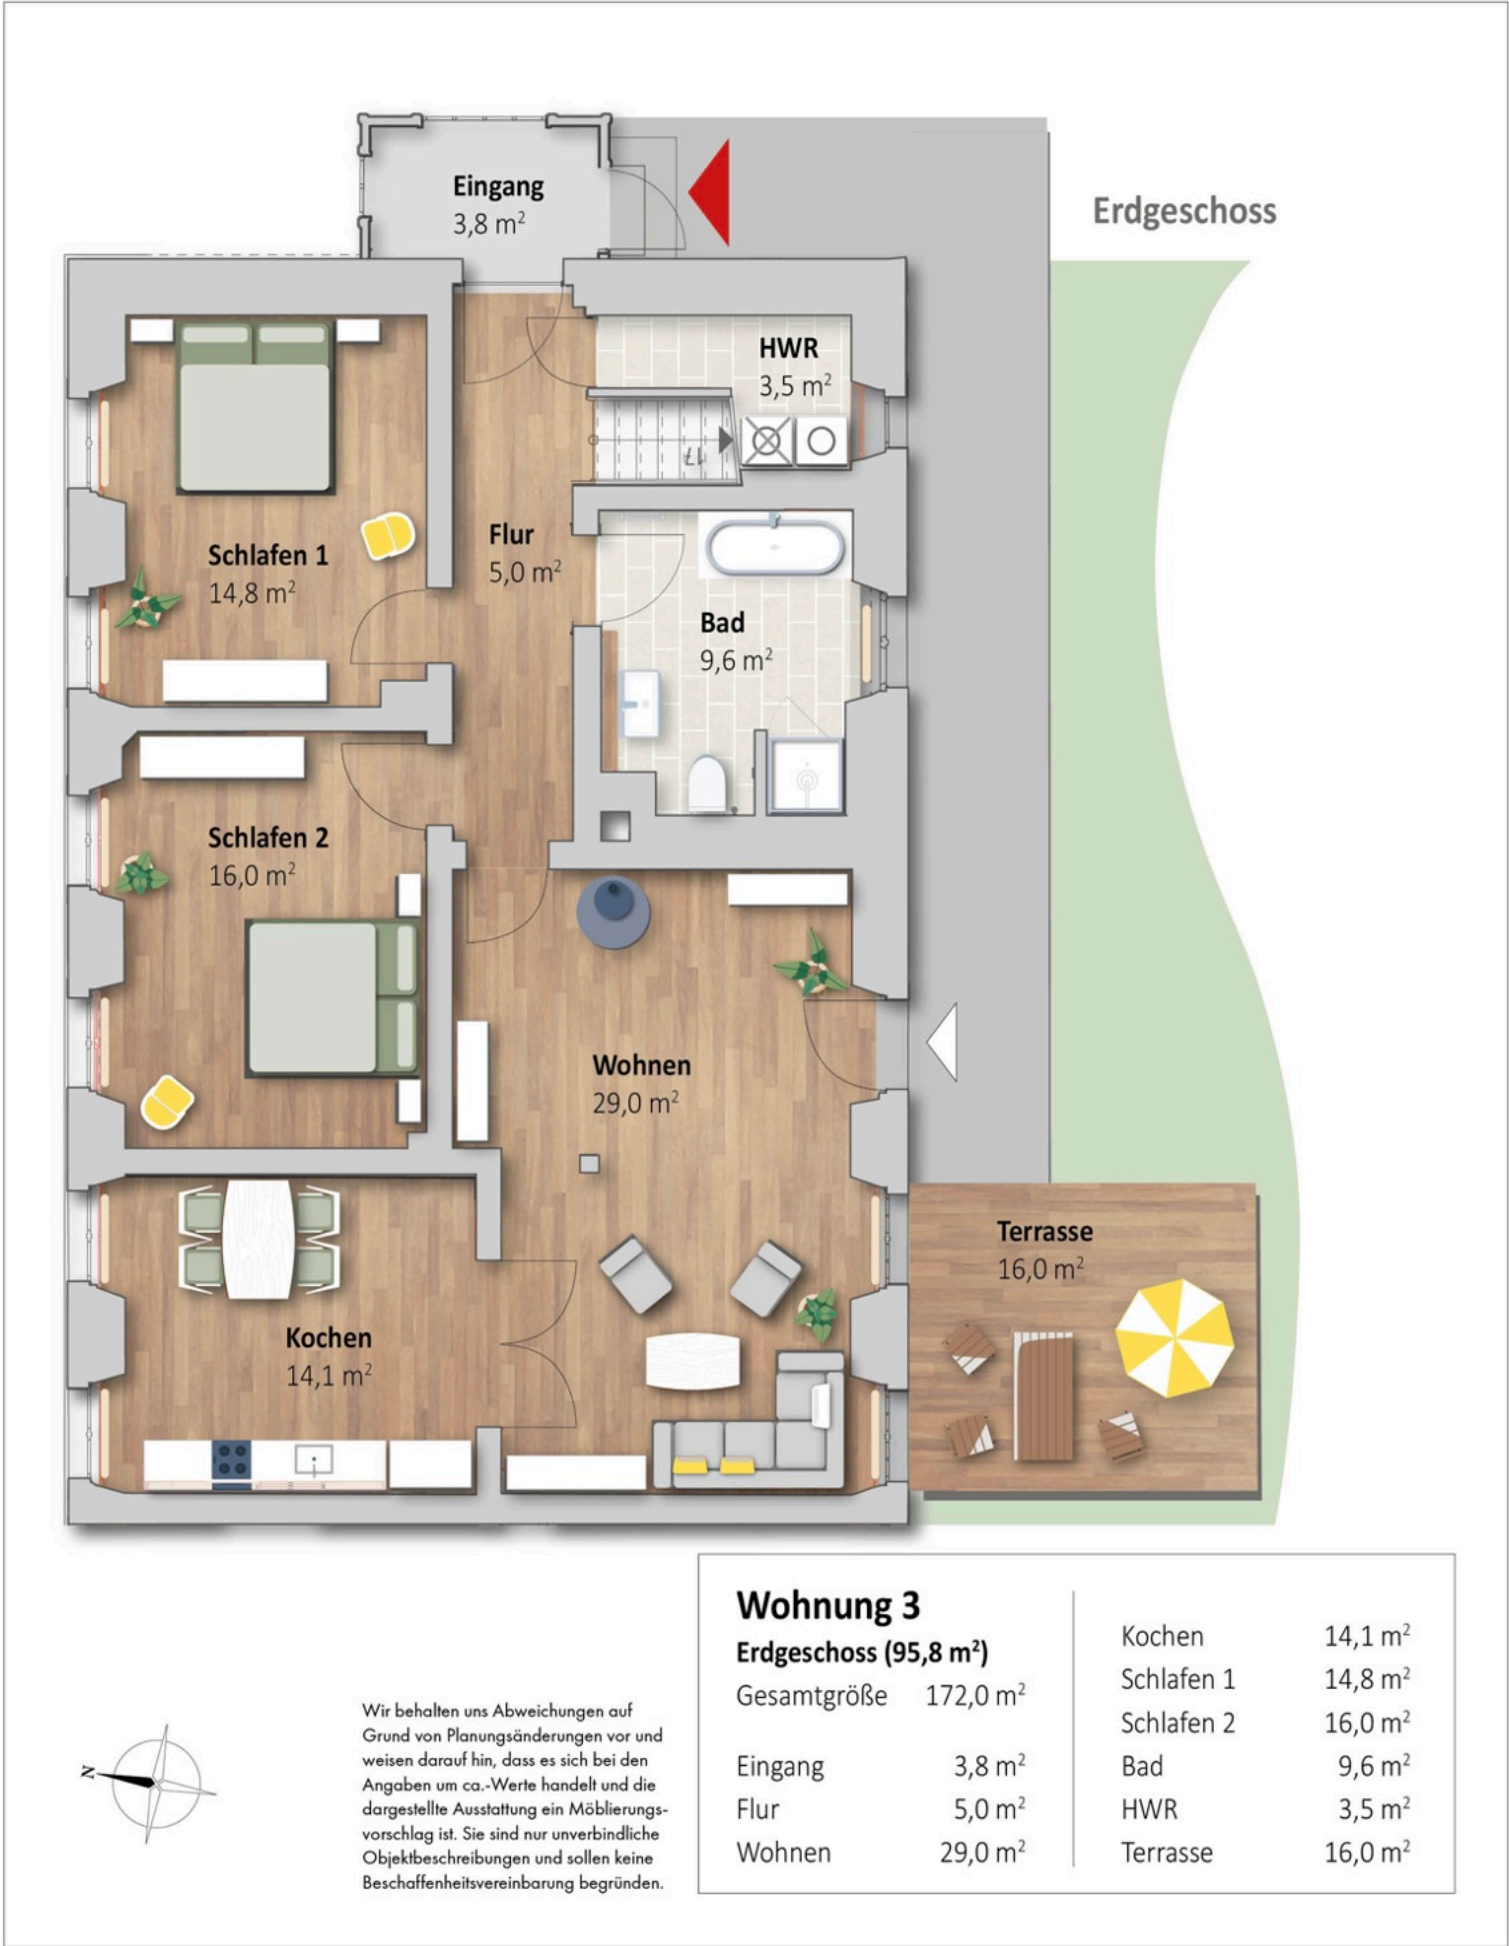 Eingang
3,8 m²
Erdgeschoss
HWR
3,5 m²
17
Schlafen 1
14,8 m²
Flur
5,0 m²
Bad
9,6 m²
Schlafen 2
16,0 m²
Wohnen
29,0 m²
Terrasse
16,0 m²
Kochen
14,1 m²
Wohnung 3
Erdgeschoss (95,8 m²)
Gesamtgröße 172,0 m²
Eingang 3,8 m²
Flur 5,0 m²
Wohnen 29,0 m²
Kochen 14,1 m²
Schlafen 1 14,8 m²
Schlafen 2 16,0 m²
Bad 9,6 m²
HWR 3,5 m²
Terrasse 16,0 m²
N
Wir behalten uns Abweichungen auf
Grund von Planungsänderungen vor und
weisen darauf hin, dass es sich bei den
Angaben um ca.-Werte handelt und die
dargestellte Ausstattung ein Möblierungs-
vorschlag ist. Sie sind nur unverbindliche
Objektbeschreibungen und sollen keine
Beschaffenheitsvereinbarung begründen.